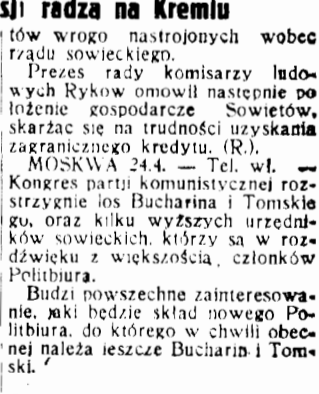 sji radzą na Kremlu
tów wrogo nastrojonych wobec
rządu sowieckiego.
Prezes rady komisarzy ludo-
wych Rykow omowił następnie po
łożenie gospodarcze Sowietów,
skarżąc się na trudności uzyskania
zagranicznego kredytu. (R.).
MOSKWA 24.4. — Tel. wł. —
Kongres partji komunistycznej roz-
strzygnie los Bucharina i Tomskie
go, oraz kilku wyższych urzędni-
ków sowieckich, którzy są w roz-
dźwięku z większością członków
Politbiura.
Budzi powszechne zainteresowa-
nie, jaki będzie skład nowego Po-
litbiura, do którego w chwili obec-
nej należą jeszcze Bucharin i Tom-
ski.